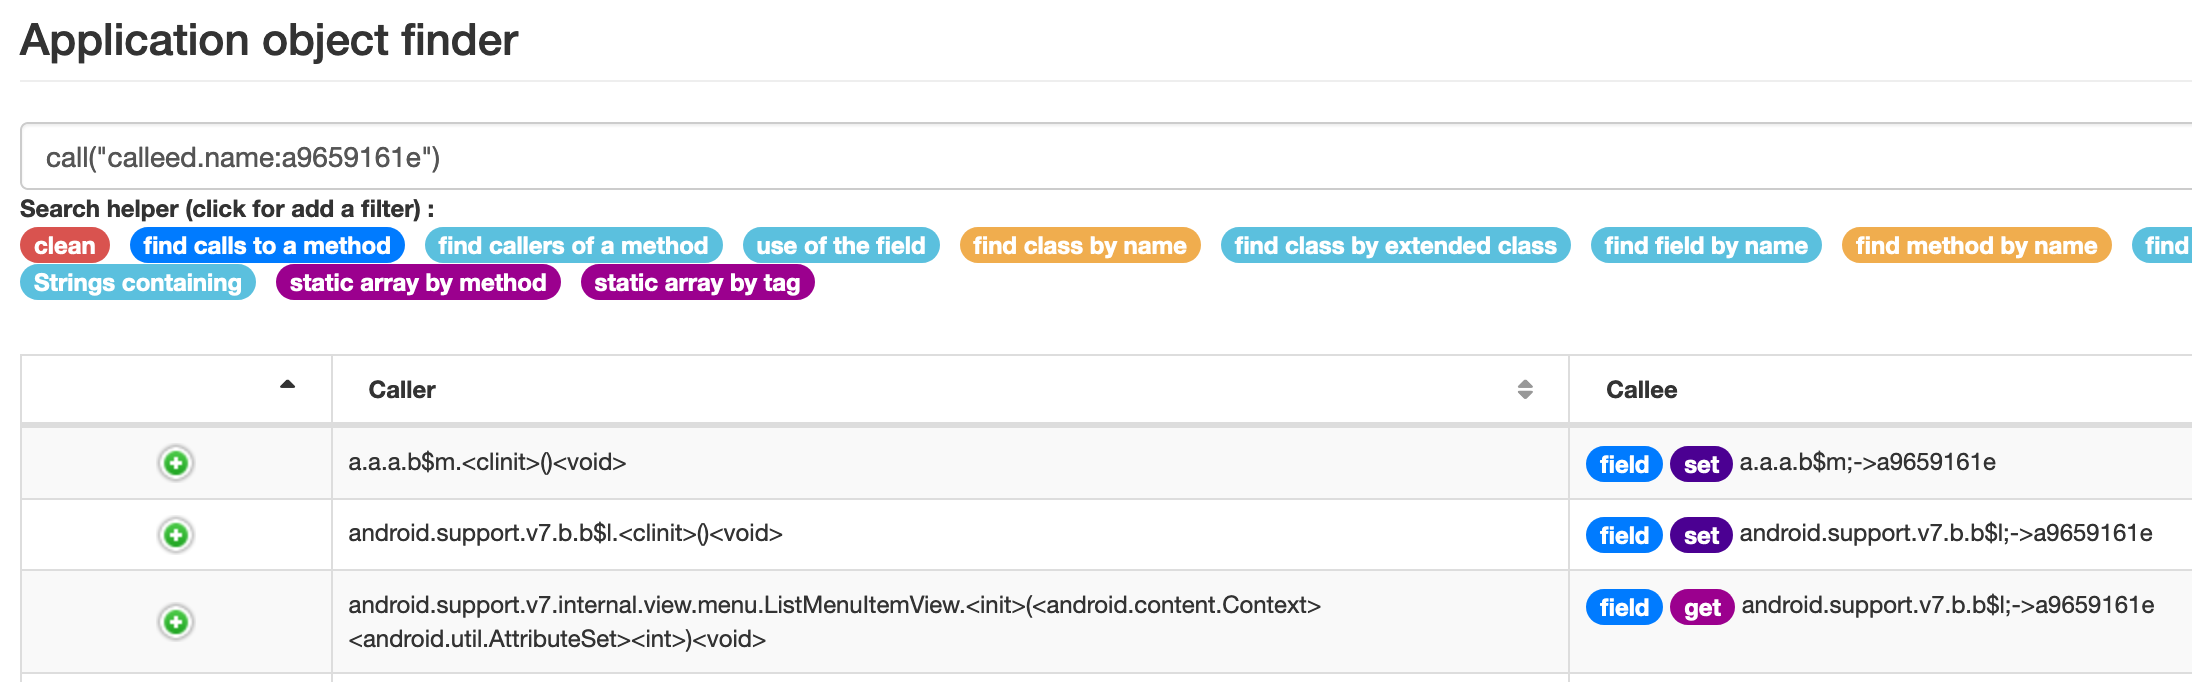 Application object finder
call("calleed.name:a9659161e")
Search helper (click for add a filter) :
clean find calls to a method find callers of a method use of the field find class by name find class by extended class find field by name find method by name find
Strings containing static array by method static array by tag
Caller Callee
a.a.a.b$m.<clinit>()<void> field set a.a.a.b$m;->a9659161e
android.support.v7.b.b$l.<clinit>()<void> field set android.support.v7.b.b$l;->a9659161e
android.support.v7.internal.view.menu.ListMenuItemView.<init>(<android.content.Context> field get android.support.v7.b.b$l;->a9659161e
<android.util.AttributeSet><int>)<void>